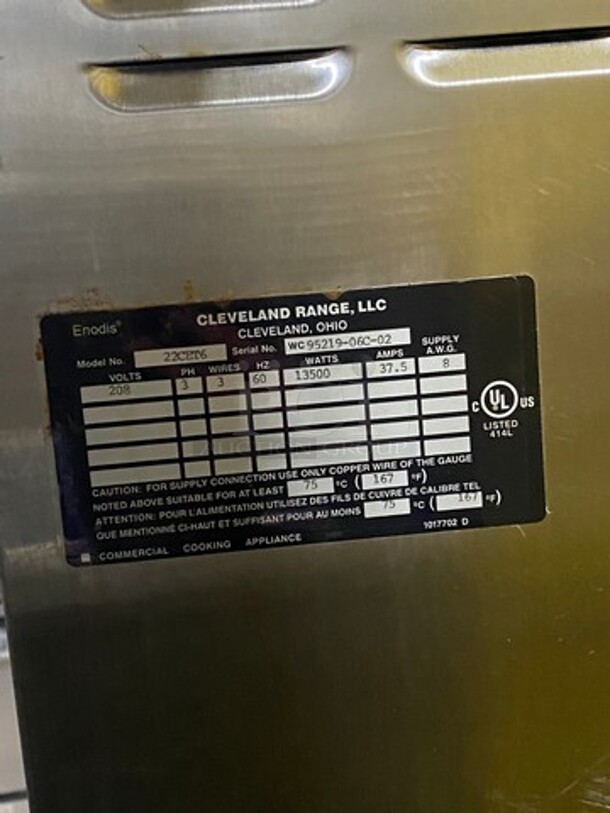 Enodis®
CLEVELAND RANGE, LLC
CLEVELAND, OHIO
Model No. 22CET6 Serial No. WC95219-06C-02
VOLTS PH WIRES HZ WATTS AMPS SUPPLY A.W.G.
208 3 3 60 13500 37.5 8
C UL US
LISTED
414L
AUCTION GROUP
CAUTION: FOR SUPPLY CONNECTION USE ONLY COPPER WIRE OF THE GAUGE
NOTED ABOVE SUITABLE FOR AT LEAST 75 °C ( 167 °F)
ATTENTION: POUR L'ALIMENTATION UTILISEZ DES FILS DE CUIVRE DE CALIBRE TEL
QUE MENTIONNÉ CI-HAUT ET SUFFISANT POUR AU MOINS 75 °C ( 167 °F)
1017702 D
COMMERCIAL COOKING APPLIANCE